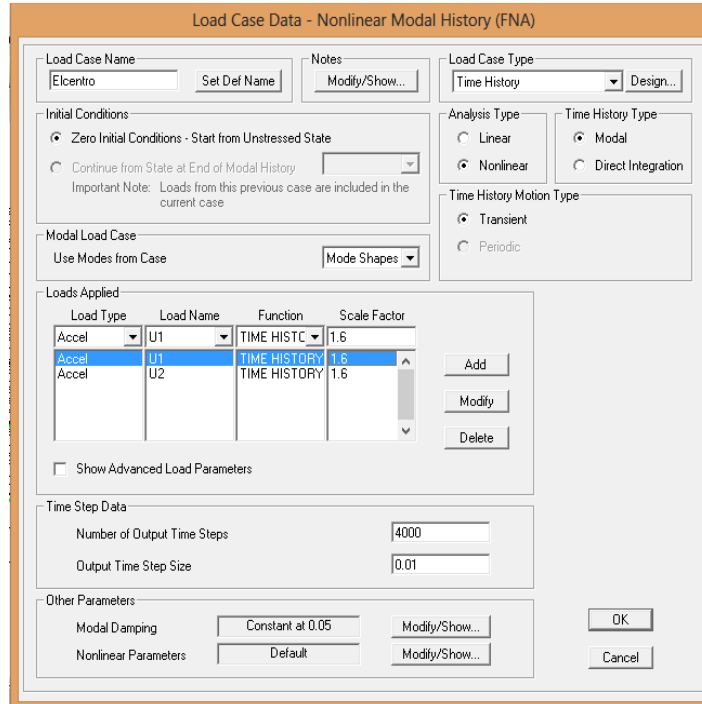 Load Case Data - Nonlinear Modal History (FNA)
Load Case Name
Elcentro
Set Def Name
Notes
Modify/Show...
Load Case Type
Time History
Design...
Initial Conditions
Zero Initial Conditions - Start from Unstressed State
Continue from State at End of Modal History
Important Note: Loads from this previous case are included in the
current case
Analysis Type
Linear
Nonlinear
Time History Type
Modal
Direct Integration
Time History Motion Type
Transient
Periodic
Modal Load Case
Use Modes from Case
Mode Shapes
Loads Applied
Load Type Load Name Function Scale Factor
Accel U1 TIME HISTC 1.6
Accel U1 TIME HISTORY 1.6
Accel U2 TIME HISTORY 1.6
Add
Modify
Delete
Show Advanced Load Parameters
Time Step Data
Number of Output Time Steps 4000
Output Time Step Size 0.01
Other Parameters
Modal Damping Constant at 0.05 Modify/Show...
Nonlinear Parameters Default Modify/Show...
OK
Cancel